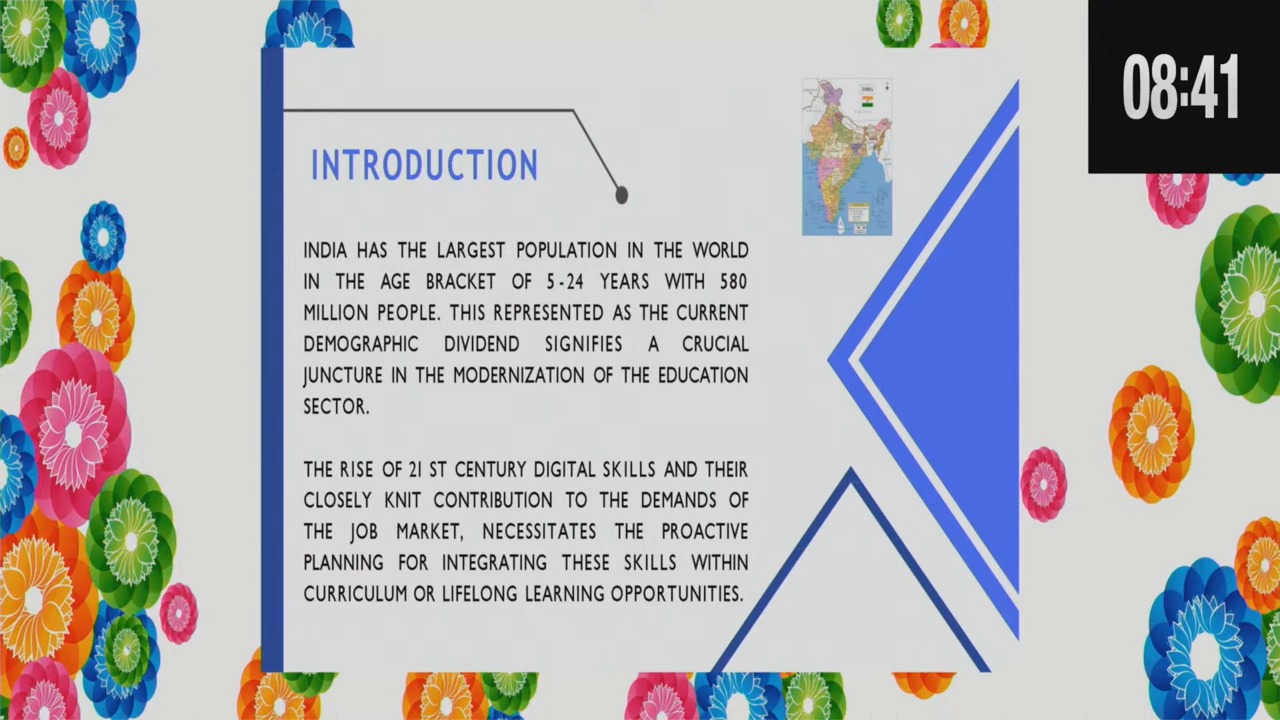 08:41
INDIA
INTRODUCTION
INDIA HAS THE LARGEST POPULATION IN THE WORLD
IN THE AGE BRACKET OF 5-24 YEARS WITH 580
MILLION PEOPLE. THIS REPRESENTED AS THE CURRENT
DEMOGRAPHIC DIVIDEND SIGNIFIES A CRUCIAL
JUNCTURE IN THE MODERNIZATION OF THE EDUCATION
SECTOR.
THE RISE OF 21 ST CENTURY DIGITAL SKILLS AND THEIR
CLOSELY KNIT CONTRIBUTION TO THE DEMANDS OF
THE JOB MARKET, NECESSITATES THE PROACTIVE
PLANNING FOR INTEGRATING THESE SKILLS WITHIN
CURRICULUM OR LIFELONG LEARNING OPPORTUNITIES.